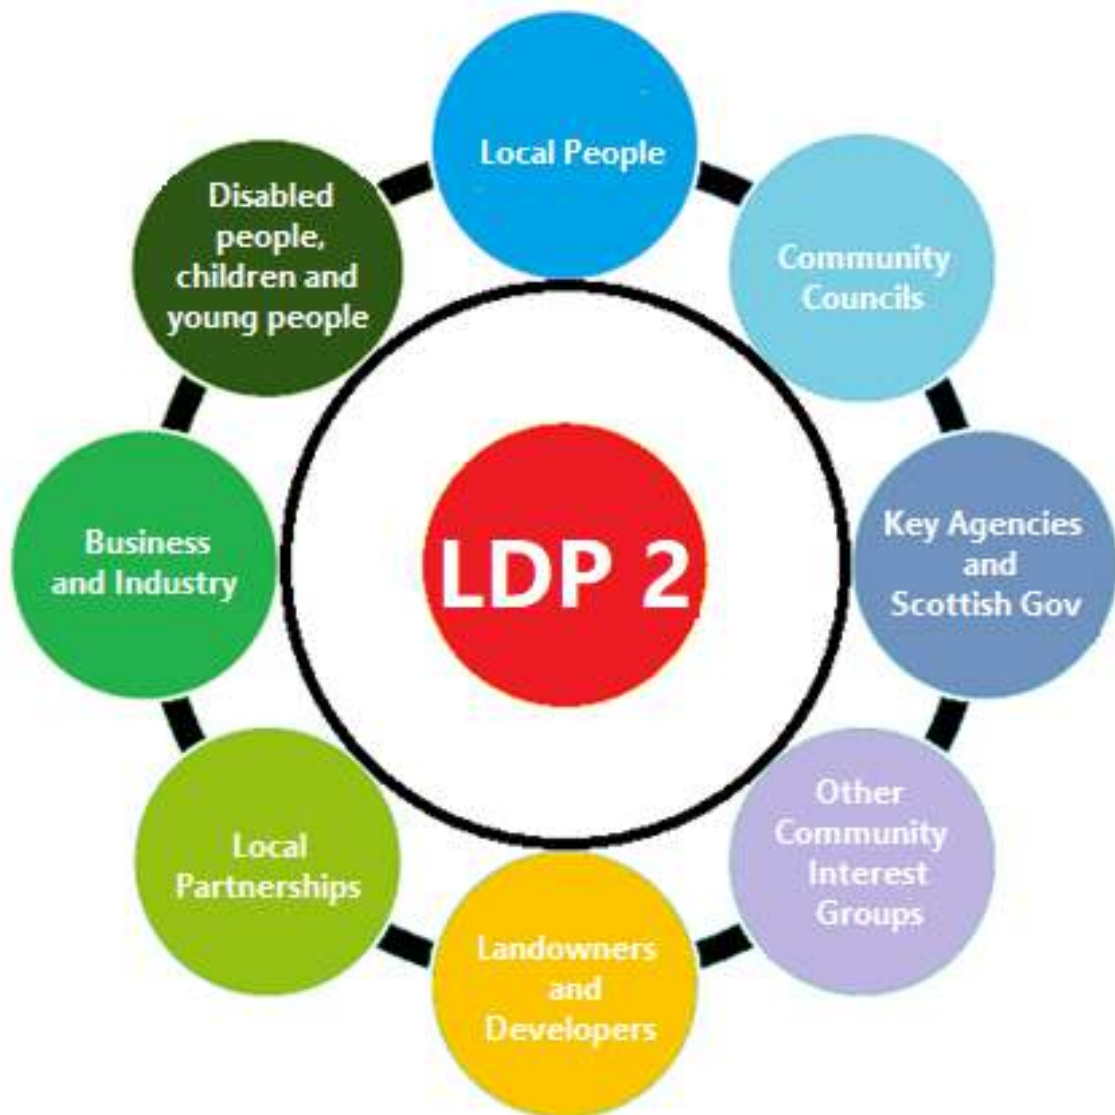 Local People
Community
Councils
Key Agencies
and
Scottish Gov
Other
Community
Interest
Groups
Landowners
and
Developers
Local
Partnerships
Business
and Industry
Disabled
people,
children and
young people
LDP 2